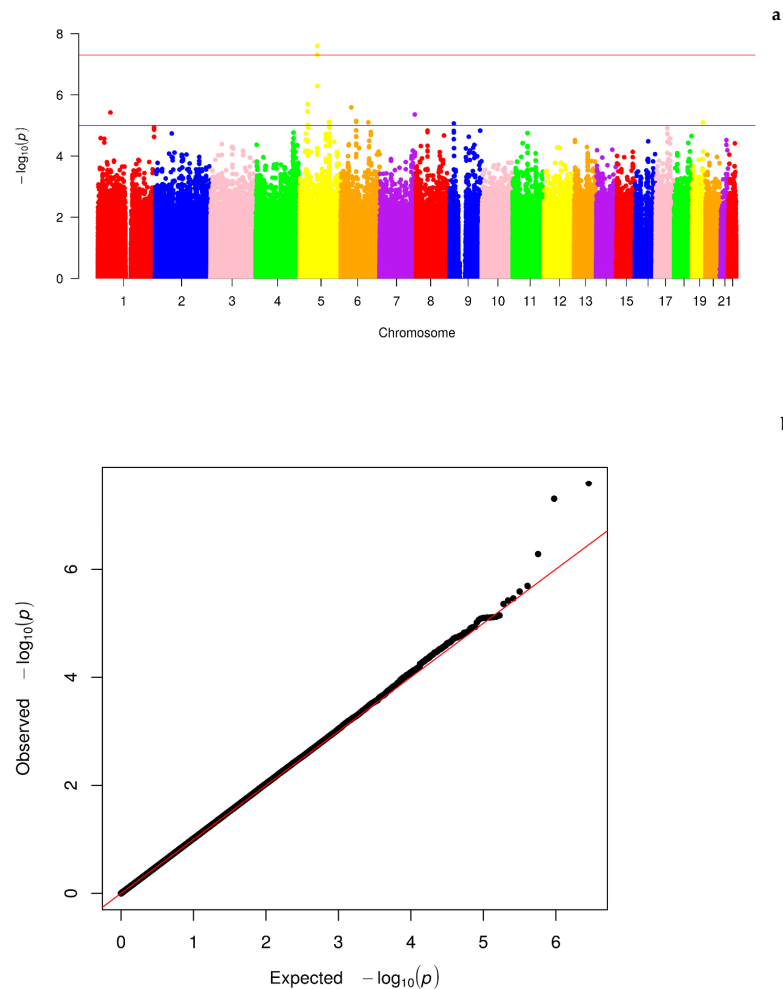 a
8
6
4
2
0
− log10(p)
1 2 3 4 5 6 7 8 9 10 11 12 13 15 17 19 21
Chromosome
6
4
2
0
Observed − log10(p)
0 1 2 3 4 5 6
Expected − log10(p)